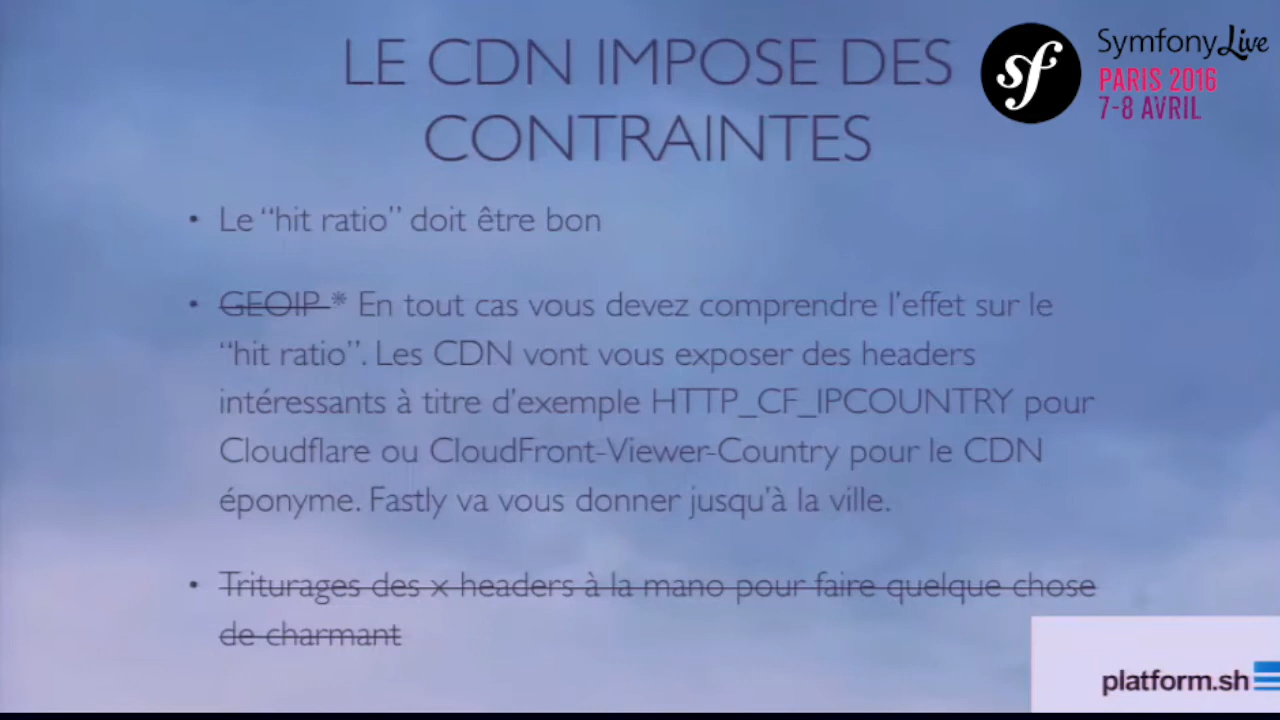 LE CDN IMPOSE DES
CONTRAINTES
• Le “hit ratio” doit être bon
• GEOIP * En tout cas vous devez comprendre l’effet sur le
“hit ratio”. Les CDN vont vous exposer des headers
intéressants à titre d’exemple HTTP_CF_IPCOUNTRY pour
Cloudflare ou CloudFront-Viewer-Country pour le CDN
éponyme. Fastly va vous donner jusqu’à la ville.
• Triturages des x headers à la mano pour faire quelque chose
de charmant
sf
SymfonyLive
PARIS 2016
7-8 AVRIL
platform.sh